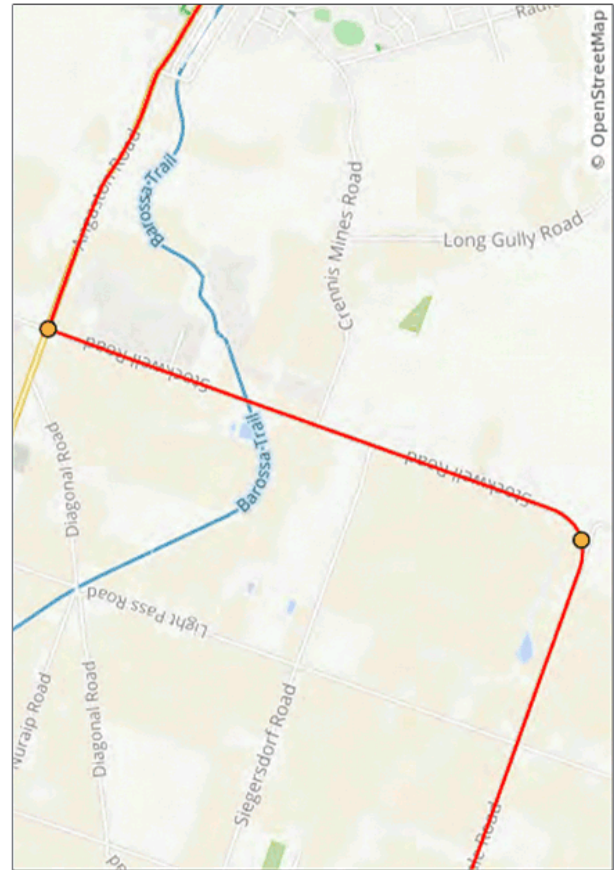 © OpenStreetMap
Angaston Road
Barossa-Trail
Crennis Mines Road
Long Gully Road
Stockwell Road
Stockwell Road
Diagonal Road
Barossa-Trail
Stockwell Road
Light Pass Road
Nuraip Road
Diagonal Road
Siegersdorf Road